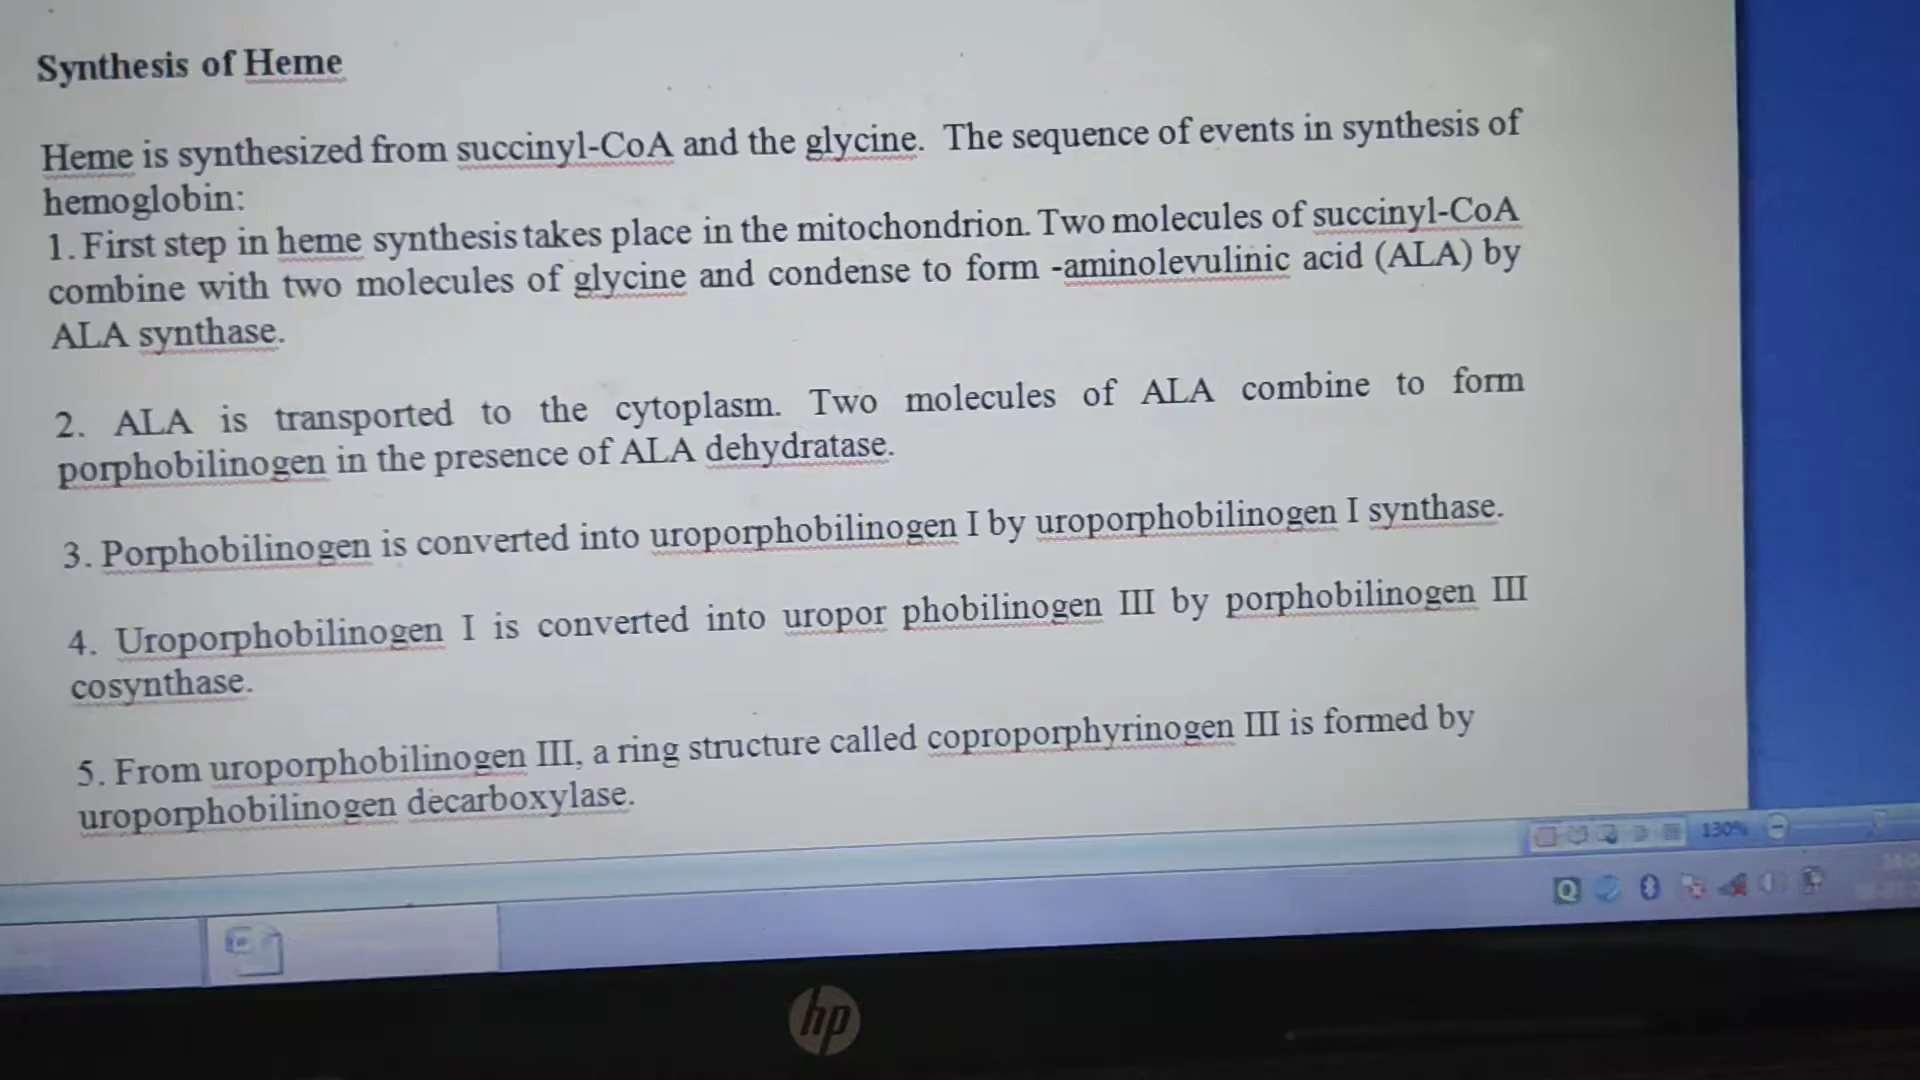 Synthesis of Heme
Heme is synthesized from succinyl-CoA and the glycine. The sequence of events in synthesis of
hemoglobin:
1. First step in heme synthesis takes place in the mitochondrion. Two molecules of succinyl-CoA
combine with two molecules of glycine and condense to form -aminolevulinic acid (ALA) by
ALA synthase.
2. ALA is transported to the cytoplasm. Two molecules of ALA combine to form
porphobilinogen in the presence of ALA dehydratase.
3. Porphobilinogen is converted into uroporphobilinogen I by uroporphobilinogen I synthase.
4. Uroporphobilinogen I is converted into uropor phobilinogen III by porphobilinogen III
cosynthase.
5. From uroporphobilinogen III, a ring structure called coproporphyrinogen III is formed by
uroporphobilinogen decarboxylase.
130%
hp